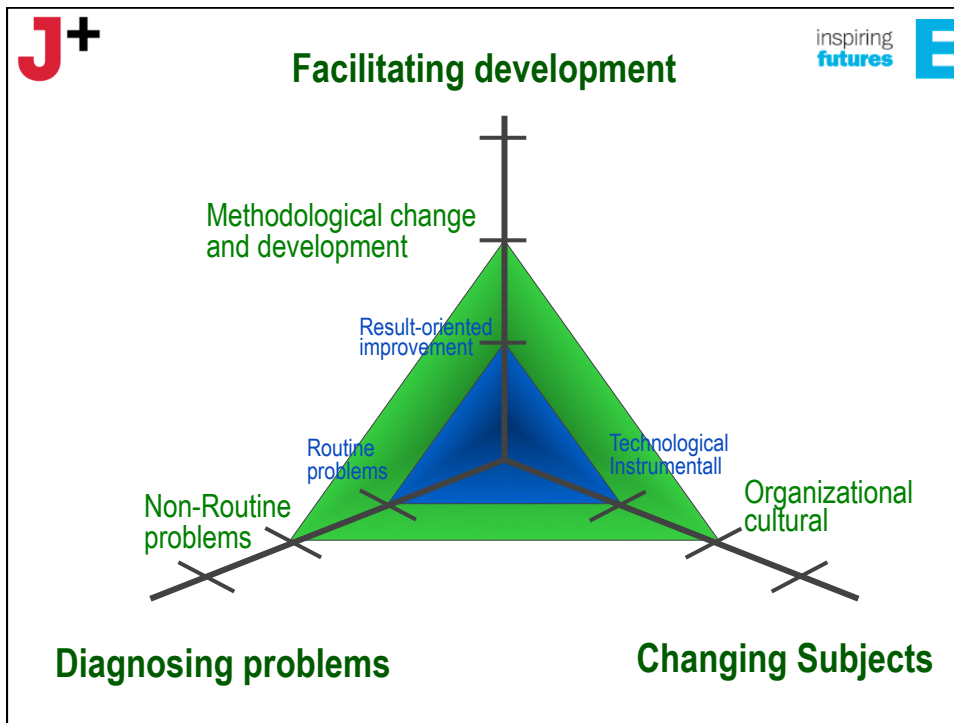 J+
inspiring
futures
E
Facilitating development
Methodological change
and development
Result-oriented
improvement
Routine
problems
Technological
Instrumentall
Non-Routine
problems
Organizational
cultural
Diagnosing problems
Changing Subjects